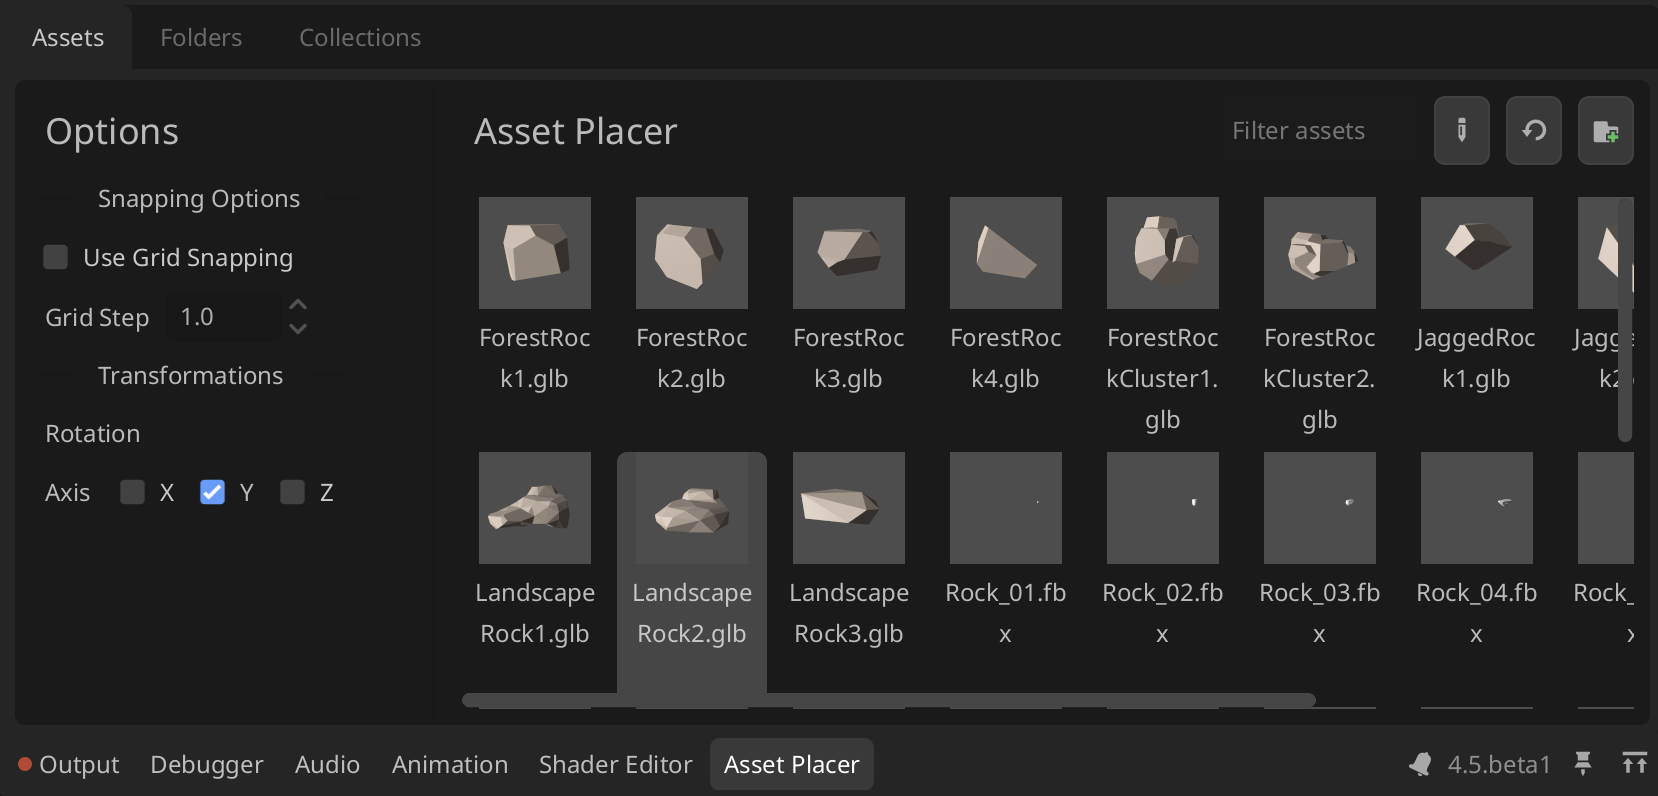 Assets Folders Collections
Options
Snapping Options
Use Grid Snapping
Grid Step 1.0
Transformations
Rotation
Axis X Y Z
Asset Placer Filter assets
ForestRoc ForestRoc ForestRoc ForestRoc ForestRoc ForestRoc JaggedRoc
k1.glb k2.glb k3.glb k4.glb kCluster1. kCluster2. k1.glb
glb glb
Landscape Landscape Landscape Rock_01.fb Rock_02.fb Rock_03.fb Rock_04.fb Rock_
Rock1.glb Rock2.glb Rock3.glb x x x x x
Output Debugger Audio Animation Shader Editor Asset Placer 4.5.beta1